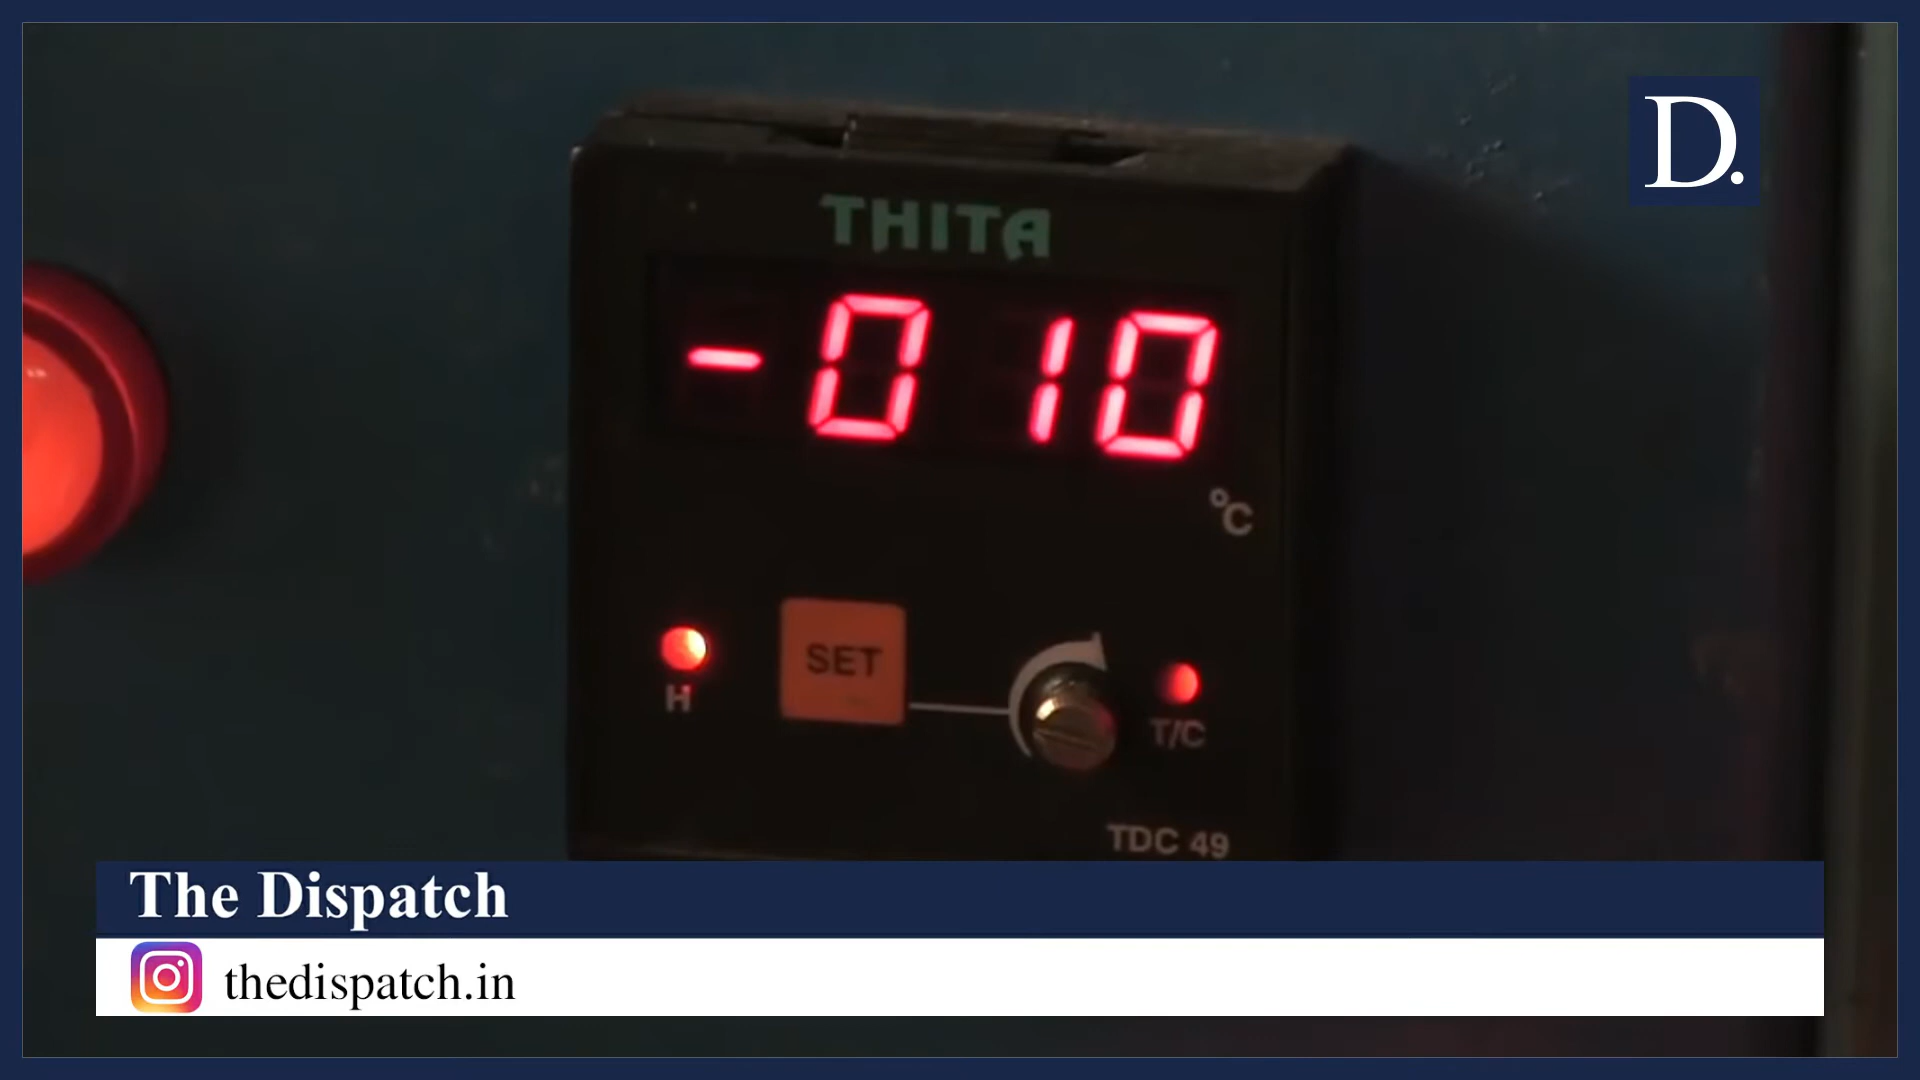 D.
THITA
-010
°C
H
SET
T/C
TDC 49
The Dispatch
thedispatch.in